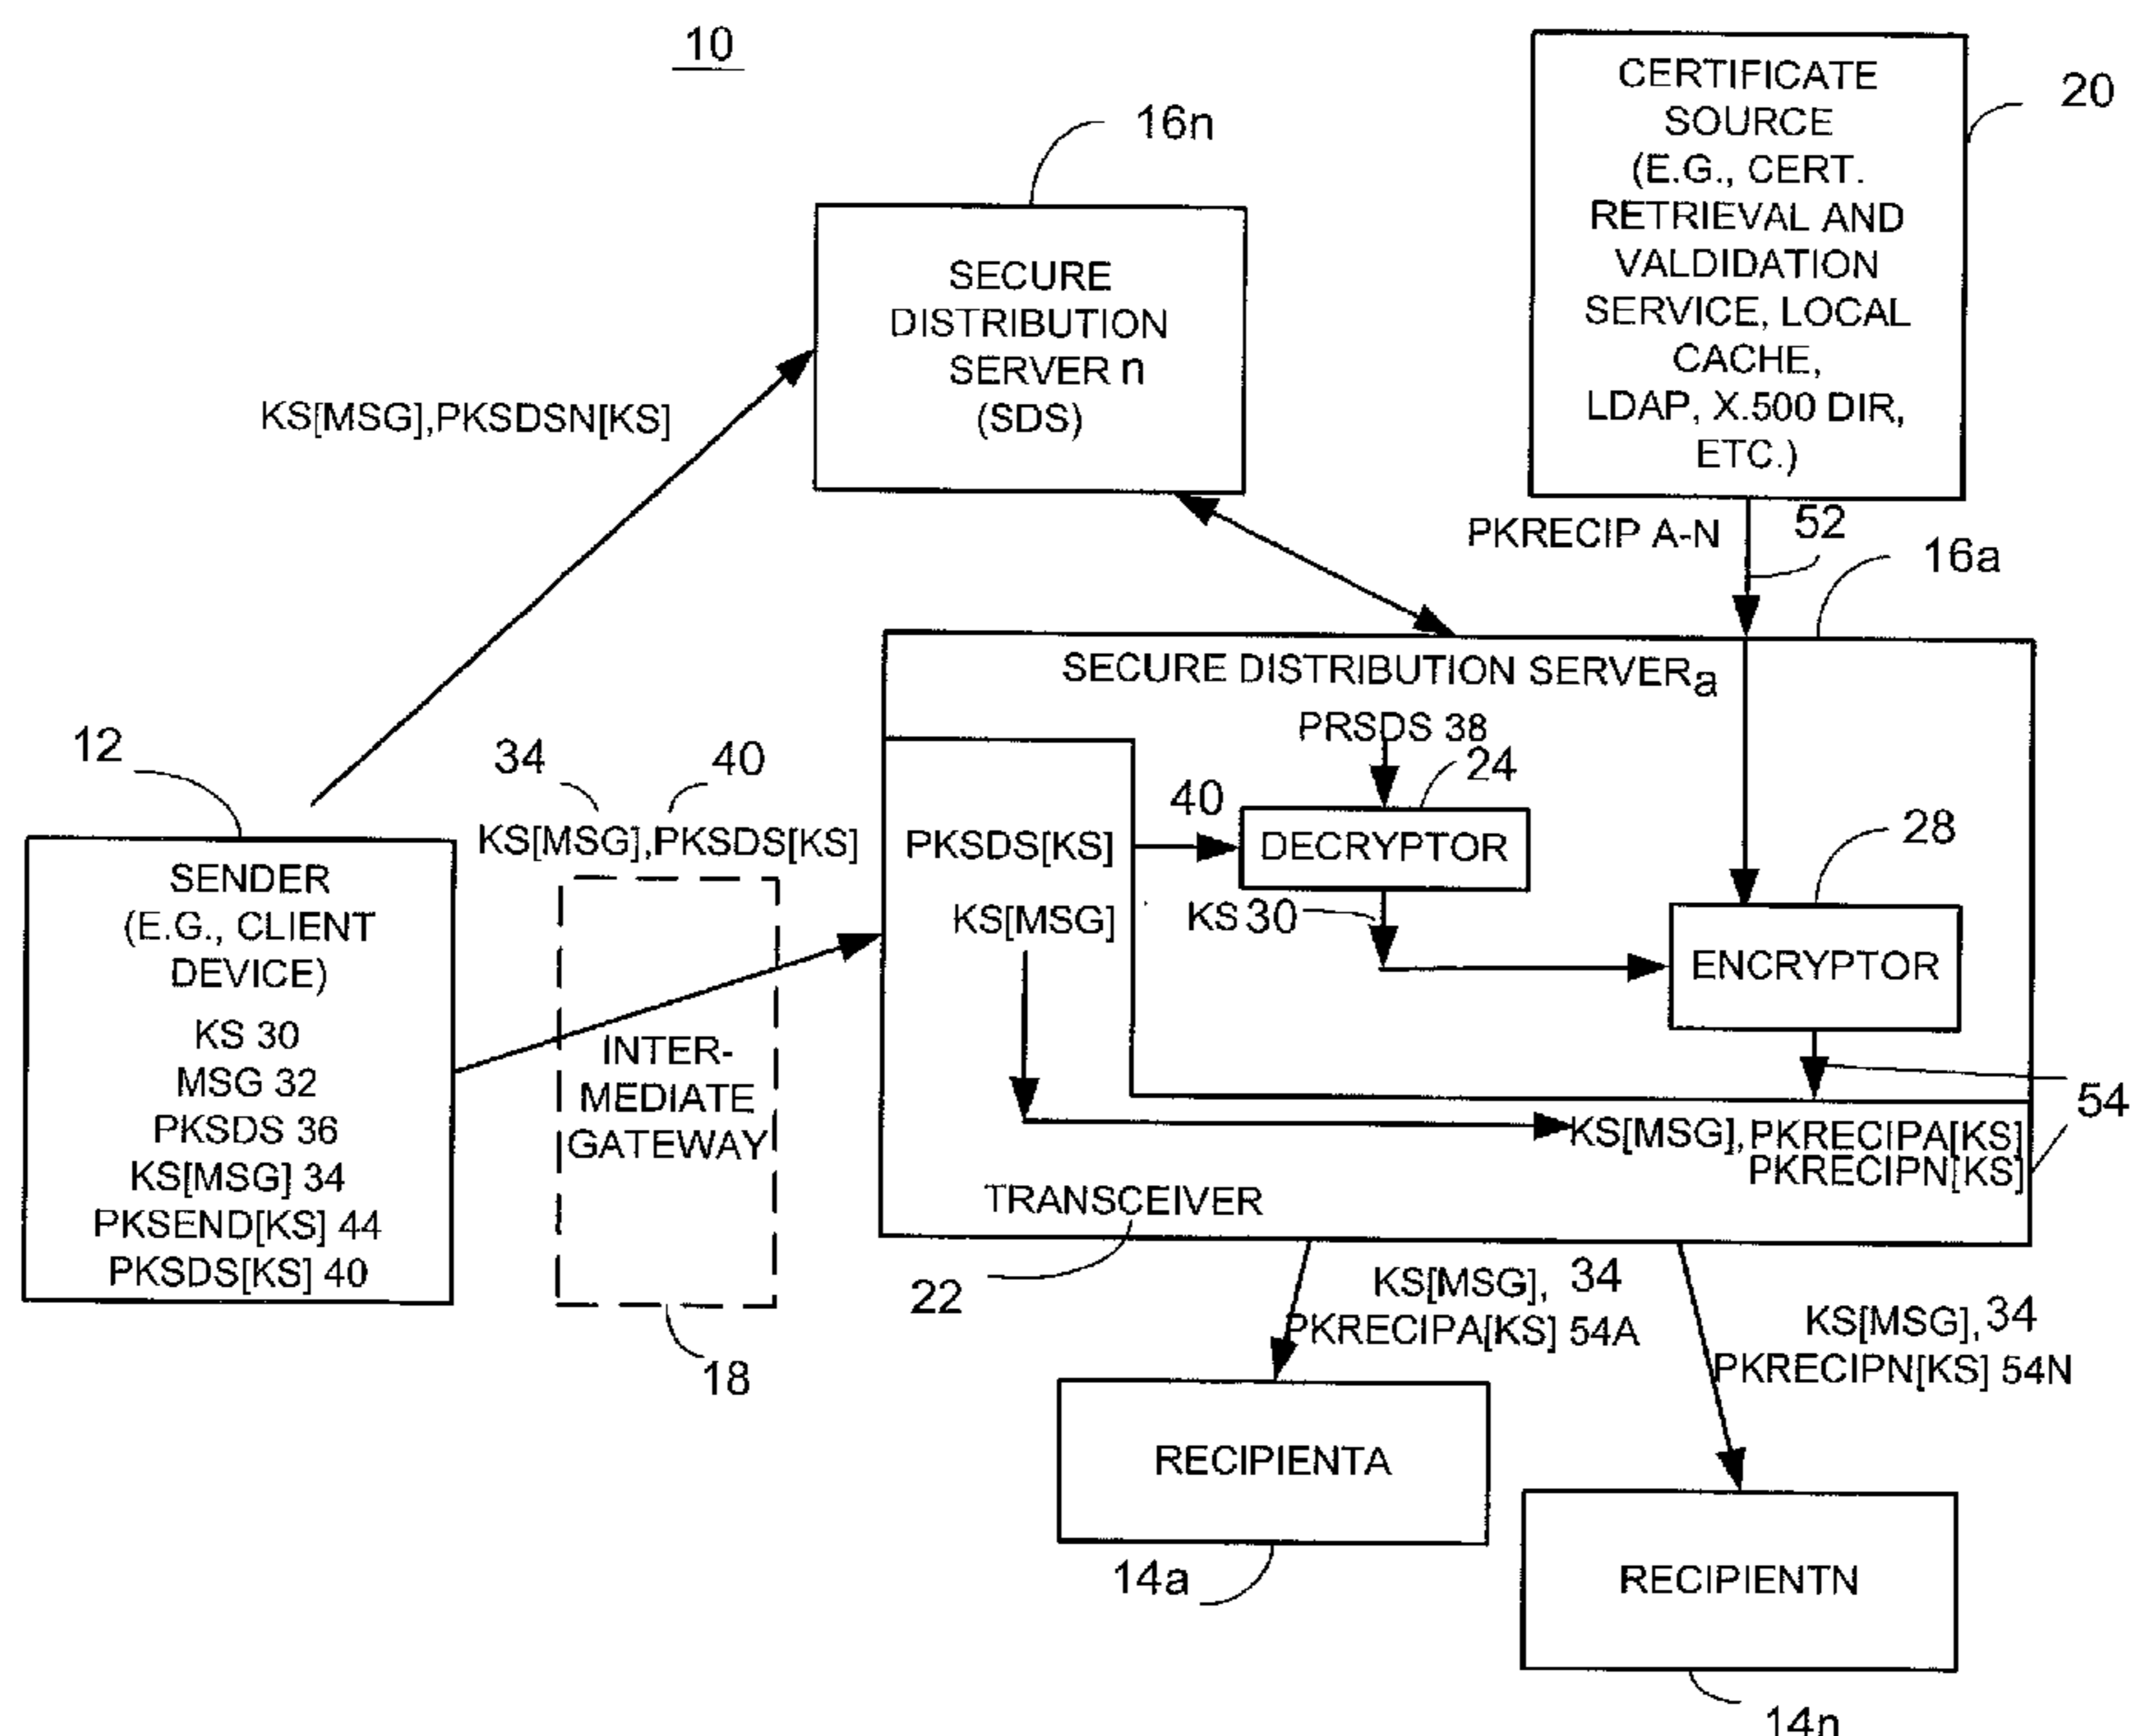 10
CERTIFICATE
SOURCE
(E.G., CERT.
RETRIEVAL AND
VALDIDATION
SERVICE, LOCAL
CACHE,
LDAP, X.500 DIR,
ETC.)
20
16n
SECURE
DISTRIBUTION
SERVER n
(SDS)
KS[MSG],PKSDSN[KS]
PKRECIP A-N
52
16a
SECURE DISTRIBUTION SERVERa
PRSDS 38
24
40
DECRYPTOR
PKSDS[KS]
KS[MSG]
KS 30
28
ENCRYPTOR
54
KS[MSG], PKRECIPA[KS]
PKRECIPN[KS]
TRANSCEIVER
22
12
34
40
KS[MSG],PKSDS[KS]
SENDER
(E.G., CLIENT
DEVICE)
KS 30
MSG 32
PKSDS 36
KS[MSG] 34
PKSEND[KS] 44
PKSDS[KS] 40
INTER-
MEDIATE
GATEWAY
18
KS[MSG], 34
PKRECIPA[KS] 54A
KS[MSG], 34
PKRECIPN[KS] 54N
RECIPIENTA
14a
RECIPIENTN
14n